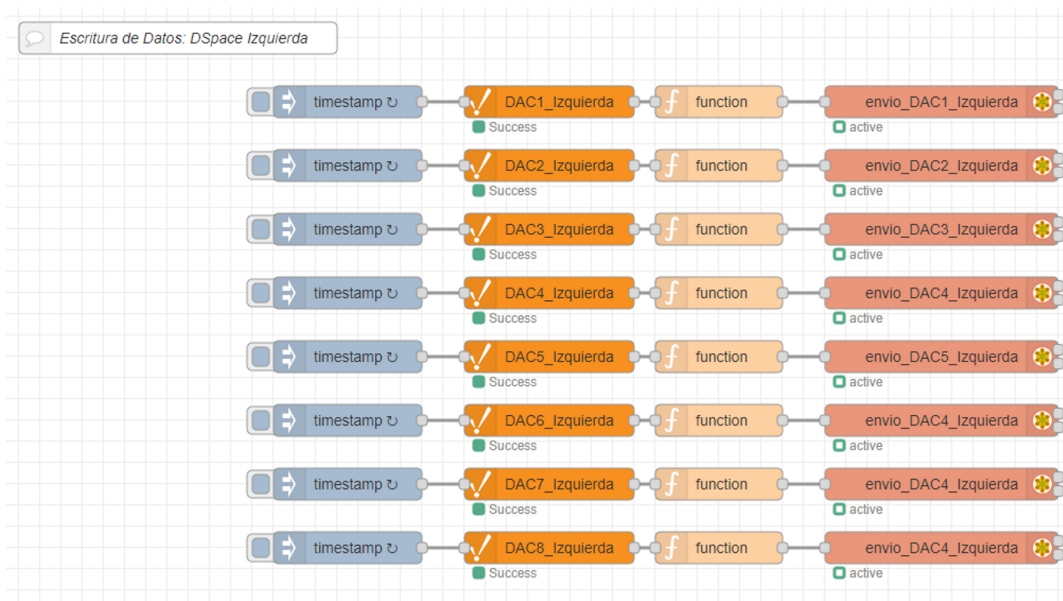 Escritura de Datos: DSpace Izquierda
timestamp ↻ DAC1_Izquierda function envio_DAC1_Izquierda
Success active
timestamp ↻ DAC2_Izquierda function envio_DAC2_Izquierda
Success active
timestamp ↻ DAC3_Izquierda function envio_DAC3_Izquierda
Success active
timestamp ↻ DAC4_Izquierda function envio_DAC4_Izquierda
Success active
timestamp ↻ DAC5_Izquierda function envio_DAC5_Izquierda
Success active
timestamp ↻ DAC6_Izquierda function envio_DAC4_Izquierda
Success active
timestamp ↻ DAC7_Izquierda function envio_DAC4_Izquierda
Success active
timestamp ↻ DAC8_Izquierda function envio_DAC4_Izquierda
Success active